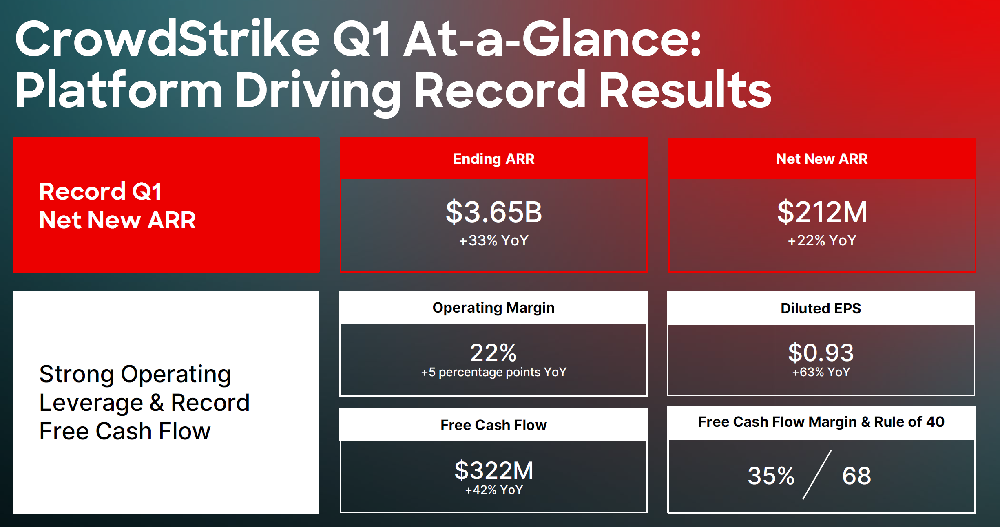 CrowdStrike Q1 At-a-Glance:
Platform Driving Record Results
Record Q1
Net New ARR
Ending ARR
$3.65B
+33% YoY
Net New ARR
$212M
+22% YoY
Strong Operating
Leverage & Record
Free Cash Flow
Operating Margin
22%
+5 percentage points YoY
Diluted EPS
$0.93
+63% YoY
Free Cash Flow
$322M
+42% YoY
Free Cash Flow Margin & Rule of 40
35% / 68